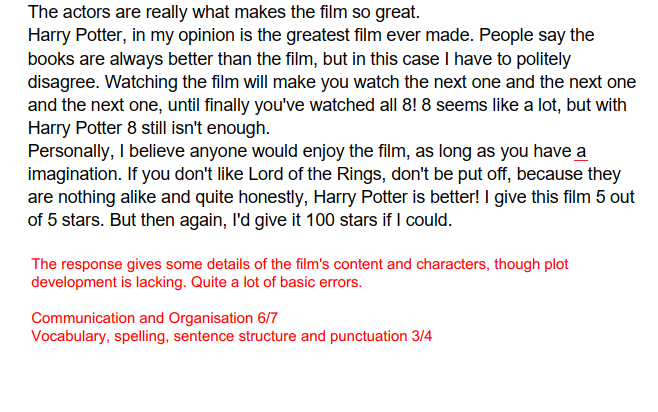 The actors are really what makes the film so great.
Harry Potter, in my opinion is the greatest film ever made. People say the
books are always better than the film, but in this case I have to politely
disagree. Watching the film will make you watch the next one and the next one
and the next one, until finally you've watched all 8! 8 seems like a lot, but with
Harry Potter 8 still isn't enough.
Personally, I believe anyone would enjoy the film, as long as you have a
imagination. If you don't like Lord of the Rings, don't be put off, because they
are nothing alike and quite honestly, Harry Potter is better! I give this film 5 out
of 5 stars. But then again, I'd give it 100 stars if I could.
The response gives some details of the film's content and characters, though plot
development is lacking. Quite a lot of basic errors.
Communication and Organisation 6/7
Vocabulary, spelling, sentence structure and punctuation 3/4